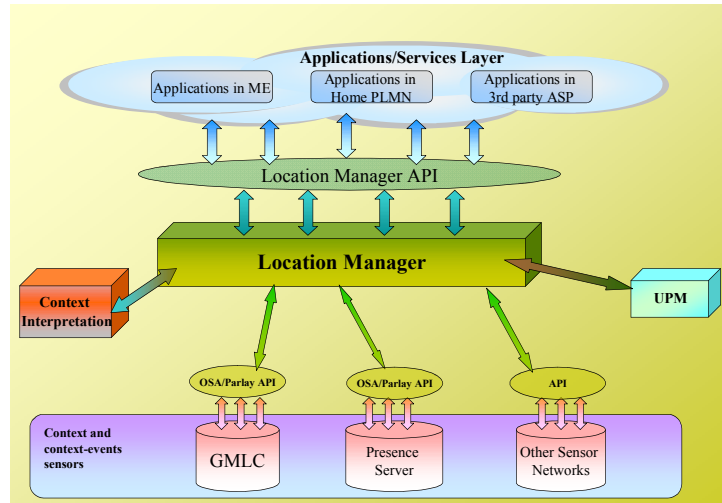 Applications/Services Layer
Applications in ME
Applications in
Home PLMN
Applications in
3rd party ASP
Location Manager API
Location Manager
Context
Interpretation
UPM
OSA/Parlay API
OSA/Parlay API
API
Context and
context-events
sensors
GMLC
Presence
Server
Other Sensor
Networks